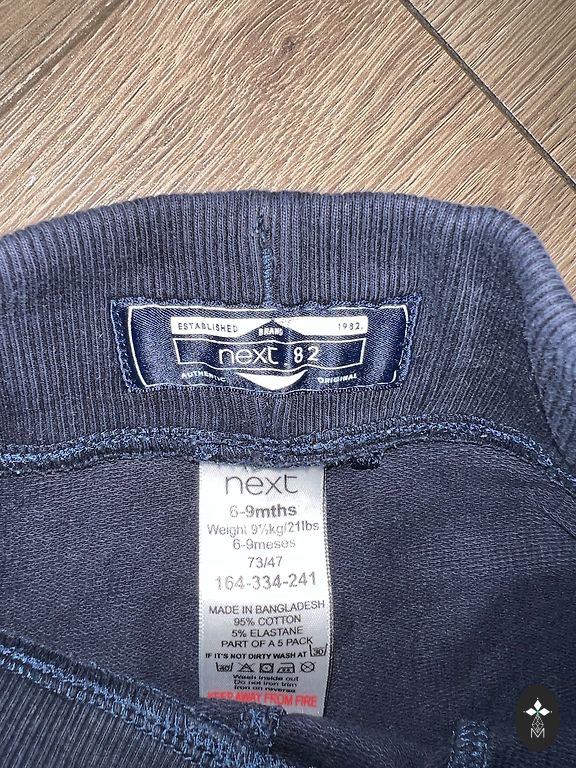 ESTABLISHED BRAND 1982.
next 82
AUTHENTIC ORIGINAL
next
6-9mths
Weight 9½kg/21lbs
6-9meses
73/47
164-334-241
MADE IN BANGLADESH
95% COTTON
5% ELASTANE
PART OF A 5 PACK
IF IT'S NOT DIRTY WASH AT 30
40
Wash inside out
Do not iron trim
Iron on reverse
KEEP AWAY FROM FIRE
M